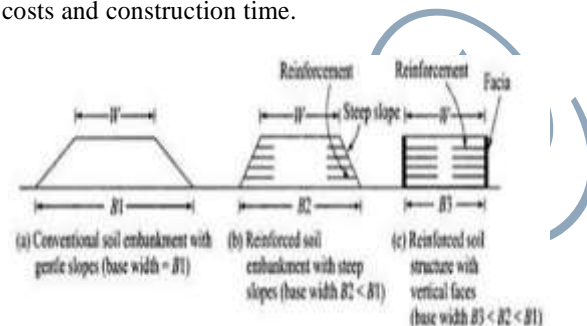 costs and construction time.
Reinforcement
Reinforcement
Facia
W
Steep slope
W
W
B1
B2
B3
(a) Conventional soil embankment with
gentle slopes (base width = B1)
(b) Reinforced soil
embankment with steep
slopes (base width B2 < B1)
(c) Reinforced soil
structure with
vertical faces
(base width B3 < B2 < B1)